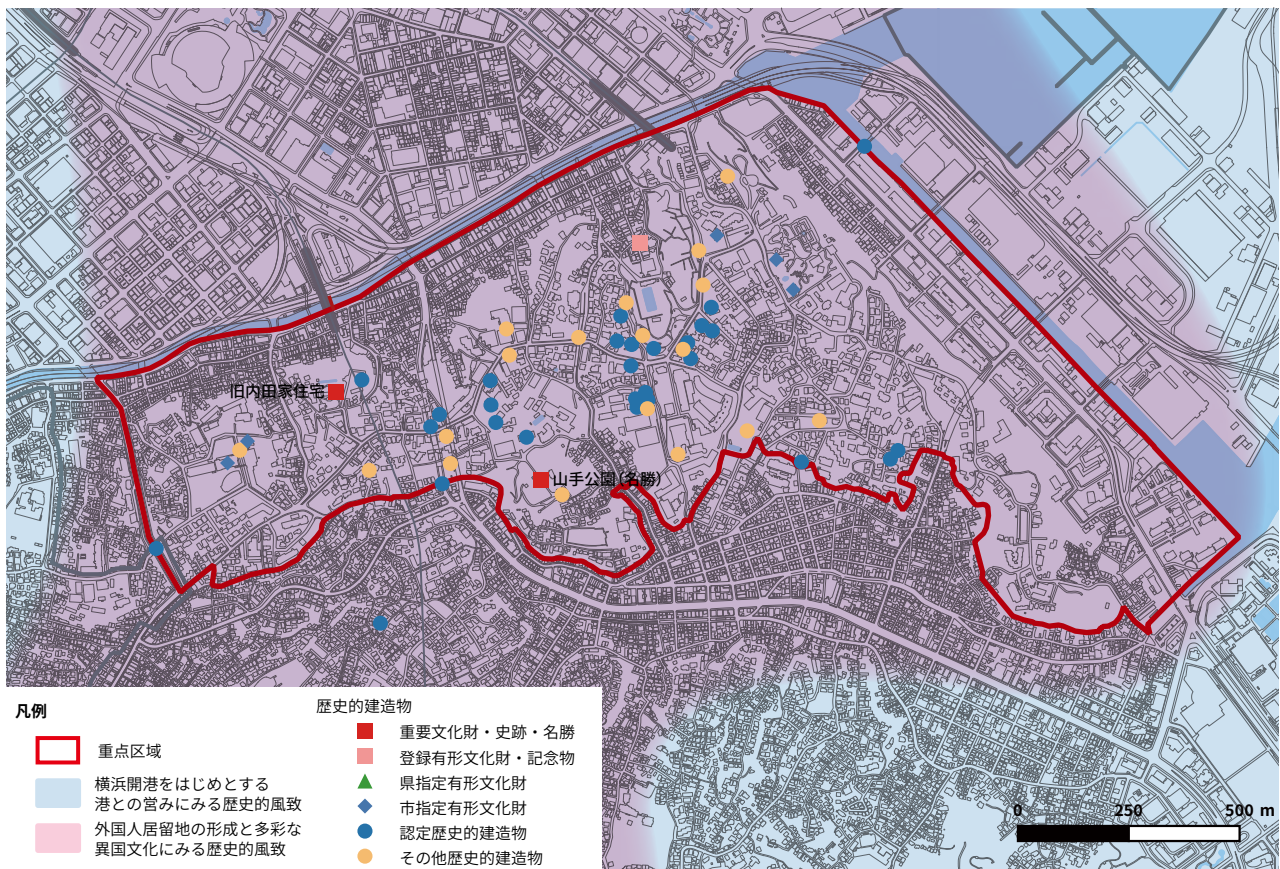 旧内田家住宅
山手公園(名勝)
凡例
重点区域
横浜開港をはじめとする
港との営みにみる歴史的風致
外国人居留地の形成と多彩な
異国文化にみる歴史的風致
歴史的建造物
重要文化財・史跡・名勝
登録有形文化財・記念物
県指定有形文化財
市指定有形文化財
認定歴史的建造物
その他歴史的建造物
0 250 500 m